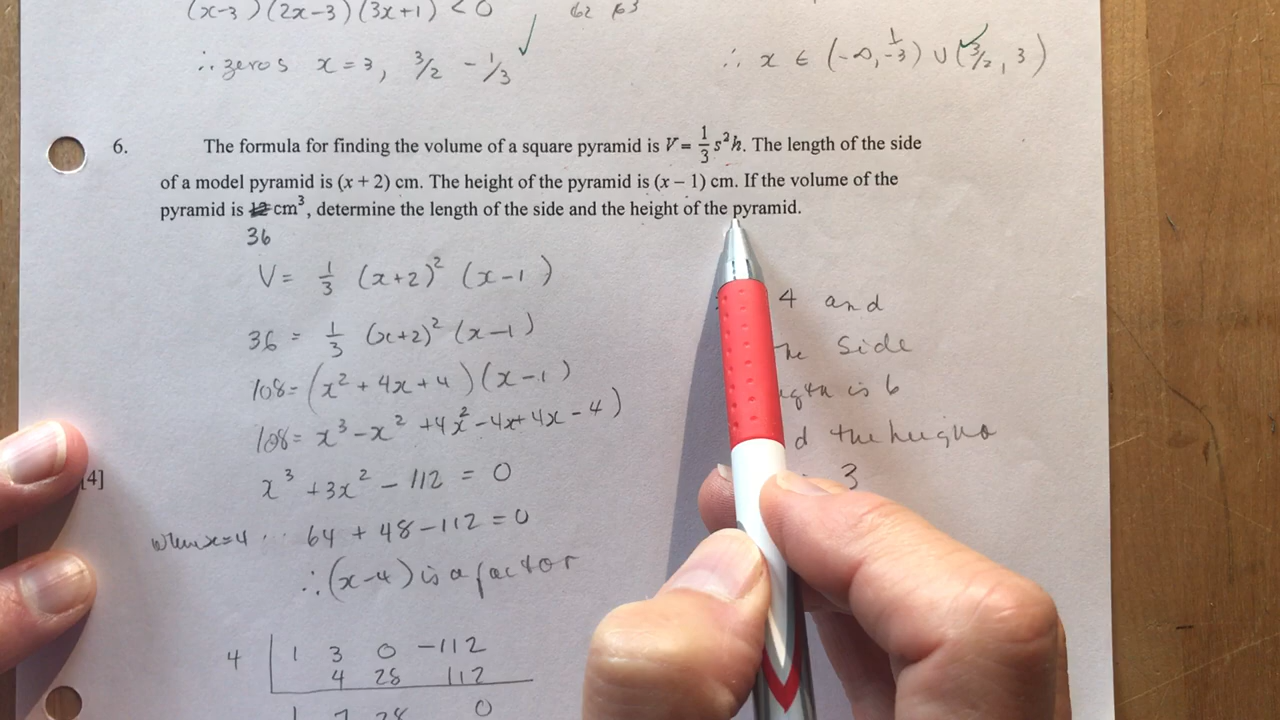 (x-3)(2x-3)(3x+1) < 0
∴ zeros x = 3, 3/2 - 1/3 ✓
∴ x ∈ (-∞, -1/3) ∪ (3/2, 3)
6. The formula for finding the volume of a square pyramid is V = 1/3 s²h. The length of the side
of a model pyramid is (x + 2) cm. The height of the pyramid is (x – 1) cm. If the volume of the
pyramid is 12 cm³, determine the length of the side and the height of the pyramid.
36
V = 1/3 (x+2)² (x-1)
36 = 1/3 (x+2)² (x-1)
108 = (x² + 4x + 4)(x-1)
108 = x³ - x² + 4x² - 4x + 4x - 4)
[4]
x³ + 3x² - 112 = 0
when x=4 ∴ 64 + 48 - 112 = 0
∴ (x-4) is a factor
4 1 3 0 -112
4 28 112
1 7 28 0
4 and
side
is 6
the height
3